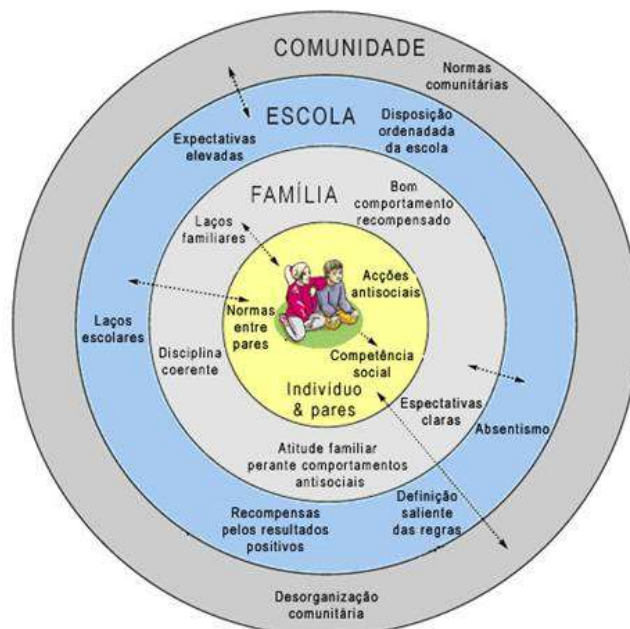 COMUNIDADE
Normas
comunitárias
ESCOLA
Disposição
ordenadada
da escola
Expectativas
elevadas
FAMÍLIA
Bom
comportamento
recompensado
Laços
familiares
Acções
antisociais
Normas
entre
pares
Laços
escolares
Disciplina
coerente
Competência
social
Indivíduo
& pares
Espectativas
claras
Absentismo
Atitude familiar
perante comportamentos
antisociais
Definição
saliente
das regras
Recompensas
pelos resultados
positivos
Desorganização
comunitária